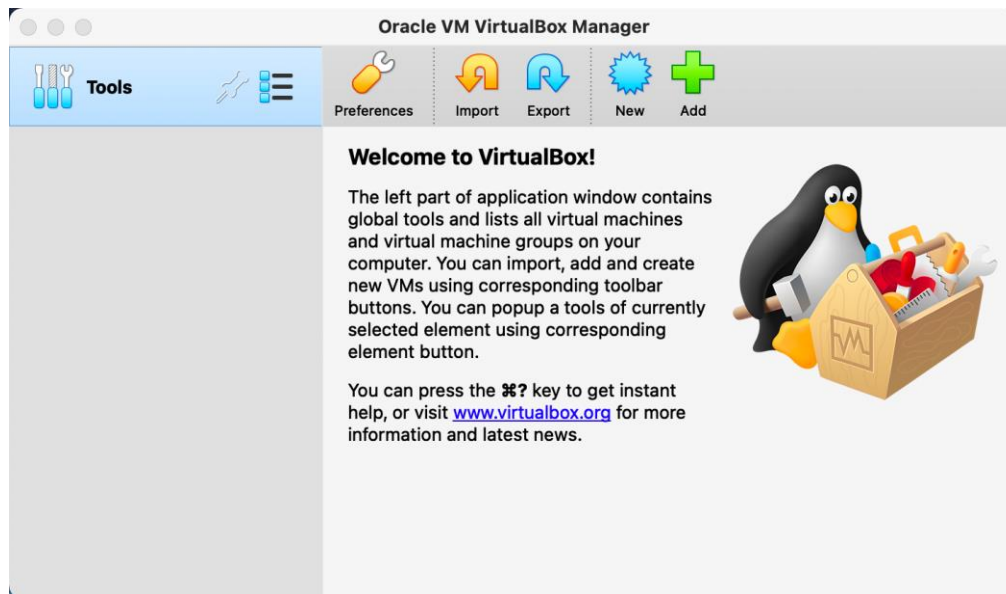 Oracle VM VirtualBox Manager
Tools
Preferences
Import
Export
New
Add
Welcome to VirtualBox!
The left part of application window contains
global tools and lists all virtual machines
and virtual machine groups on your
computer. You can import, add and create
new VMs using corresponding toolbar
buttons. You can popup a tools of currently
selected element using corresponding
element button.
You can press the ⌘? key to get instant
help, or visit www.virtualbox.org for more
information and latest news.